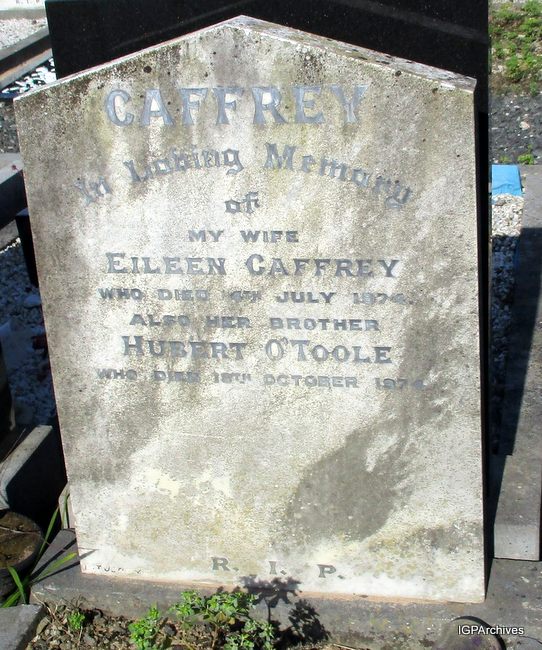 CAFFREY
In Loving Memory
of
MY WIFE
EILEEN CAFFREY
WHO DIED 4TH JULY 1974.
ALSO HER BROTHER
HUBERT O'TOOLE
WHO DIED 18TH OCTOBER 1974
R. I. P.
IGPArchives